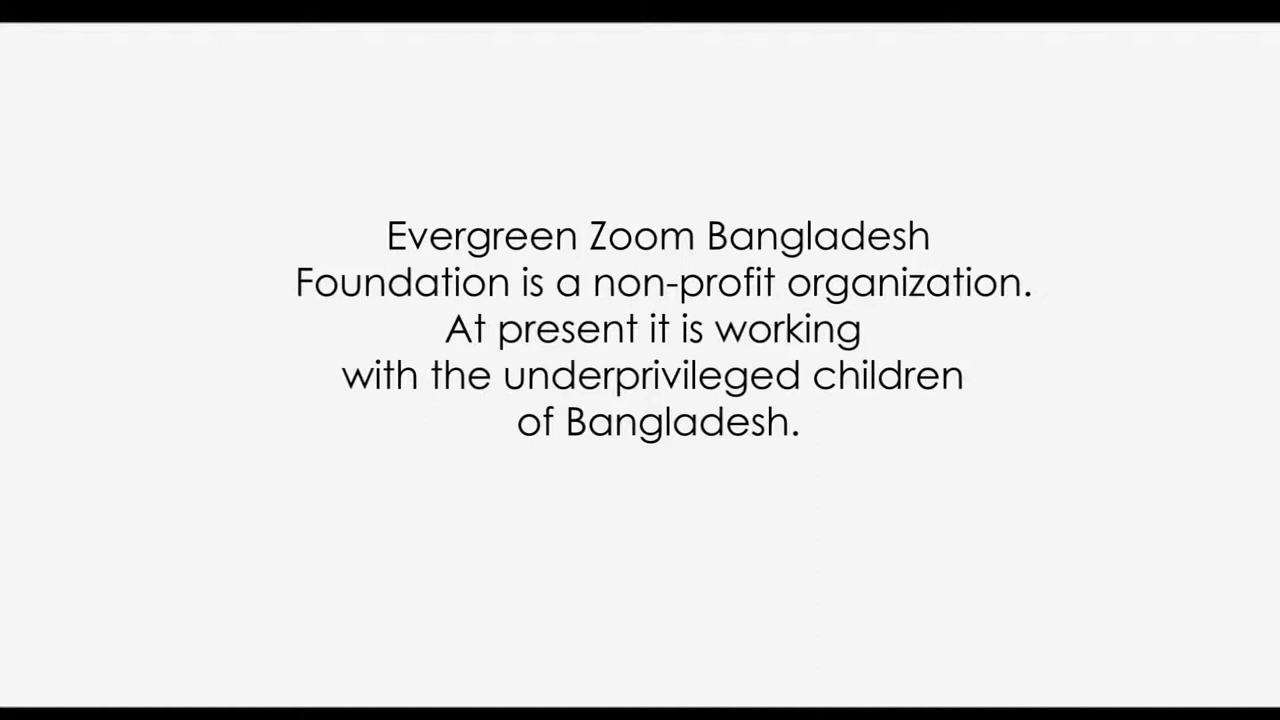 Evergreen Zoom Bangladesh
Foundation is a non-profit organization.
At present it is working
with the underprivileged children
of Bangladesh.